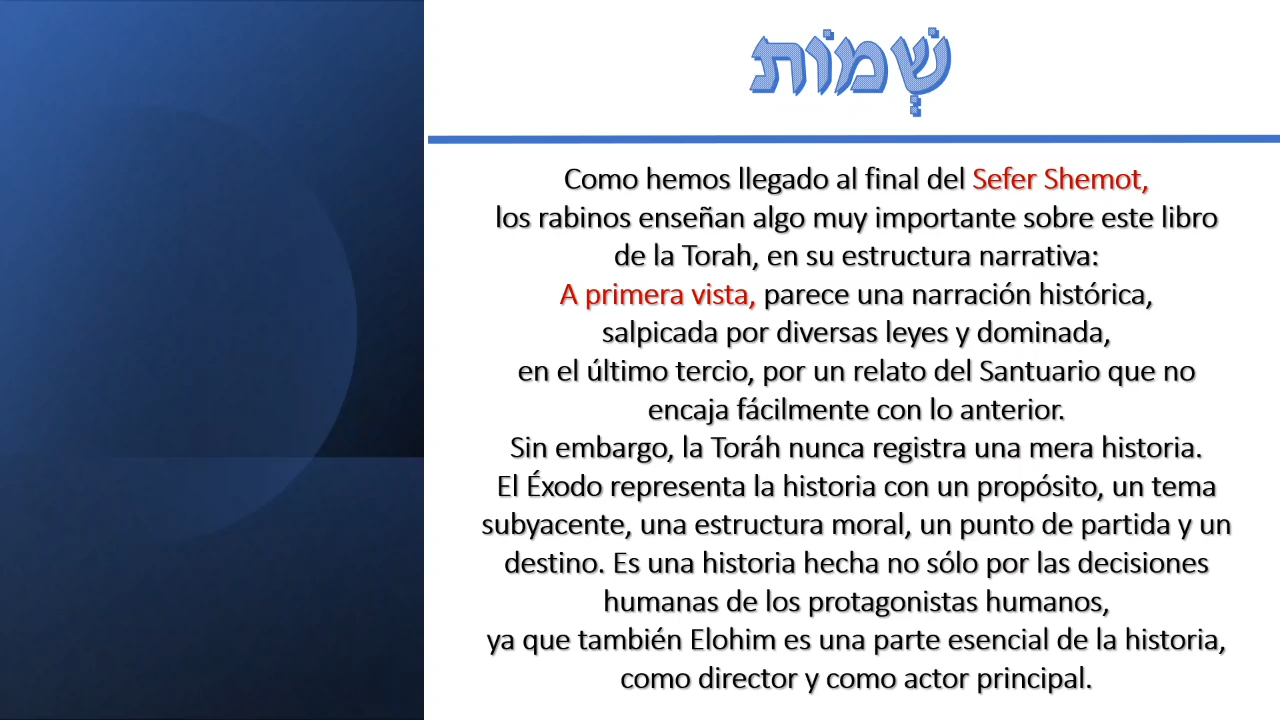 שְׁמוֹת
Como hemos llegado al final del Sefer Shemot,
los rabinos enseñan algo muy importante sobre este libro
de la Torah, en su estructura narrativa:
A primera vista, parece una narración histórica,
salpicada por diversas leyes y dominada,
en el último tercio, por un relato del Santuario que no
encaja fácilmente con lo anterior.
Sin embargo, la Toráh nunca registra una mera historia.
El Éxodo representa la historia con un propósito, un tema
subyacente, una estructura moral, un punto de partida y un
destino. Es una historia hecha no sólo por las decisiones
humanas de los protagonistas humanos,
ya que también Elohim es una parte esencial de la historia,
como director y como actor principal.